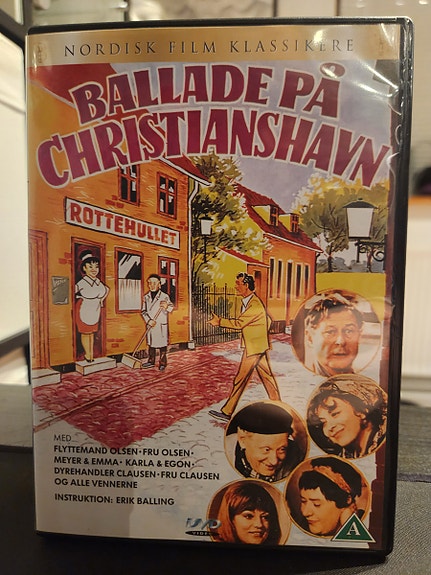 NORDISK FILM KLASSIKERE
BALLADE PÅ
CHRISTIANSHAVN
ROTTEHULLET
MED
FLYTTEMAND OLSEN · FRU OLSEN ·
MEYER & EMMA · KARLA & EGON ·
DYREHANDLER CLAUSEN · FRU CLAUSEN
OG ALLE VENNERNE
INSTRUKTION: ERIK BALLING
VIDEO
A